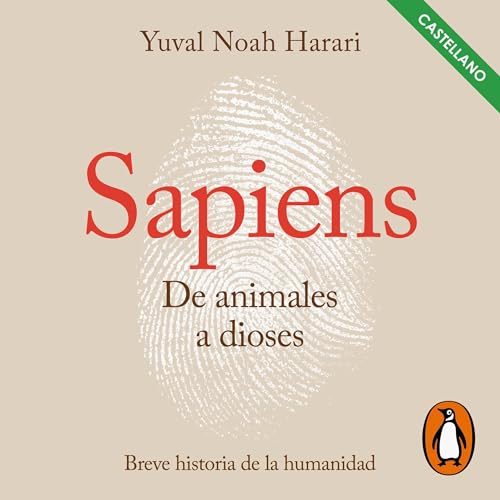 Yuval Noah Harari
CASTELLANO
Sapiens
De animales
a dioses
Breve historia de la humanidad